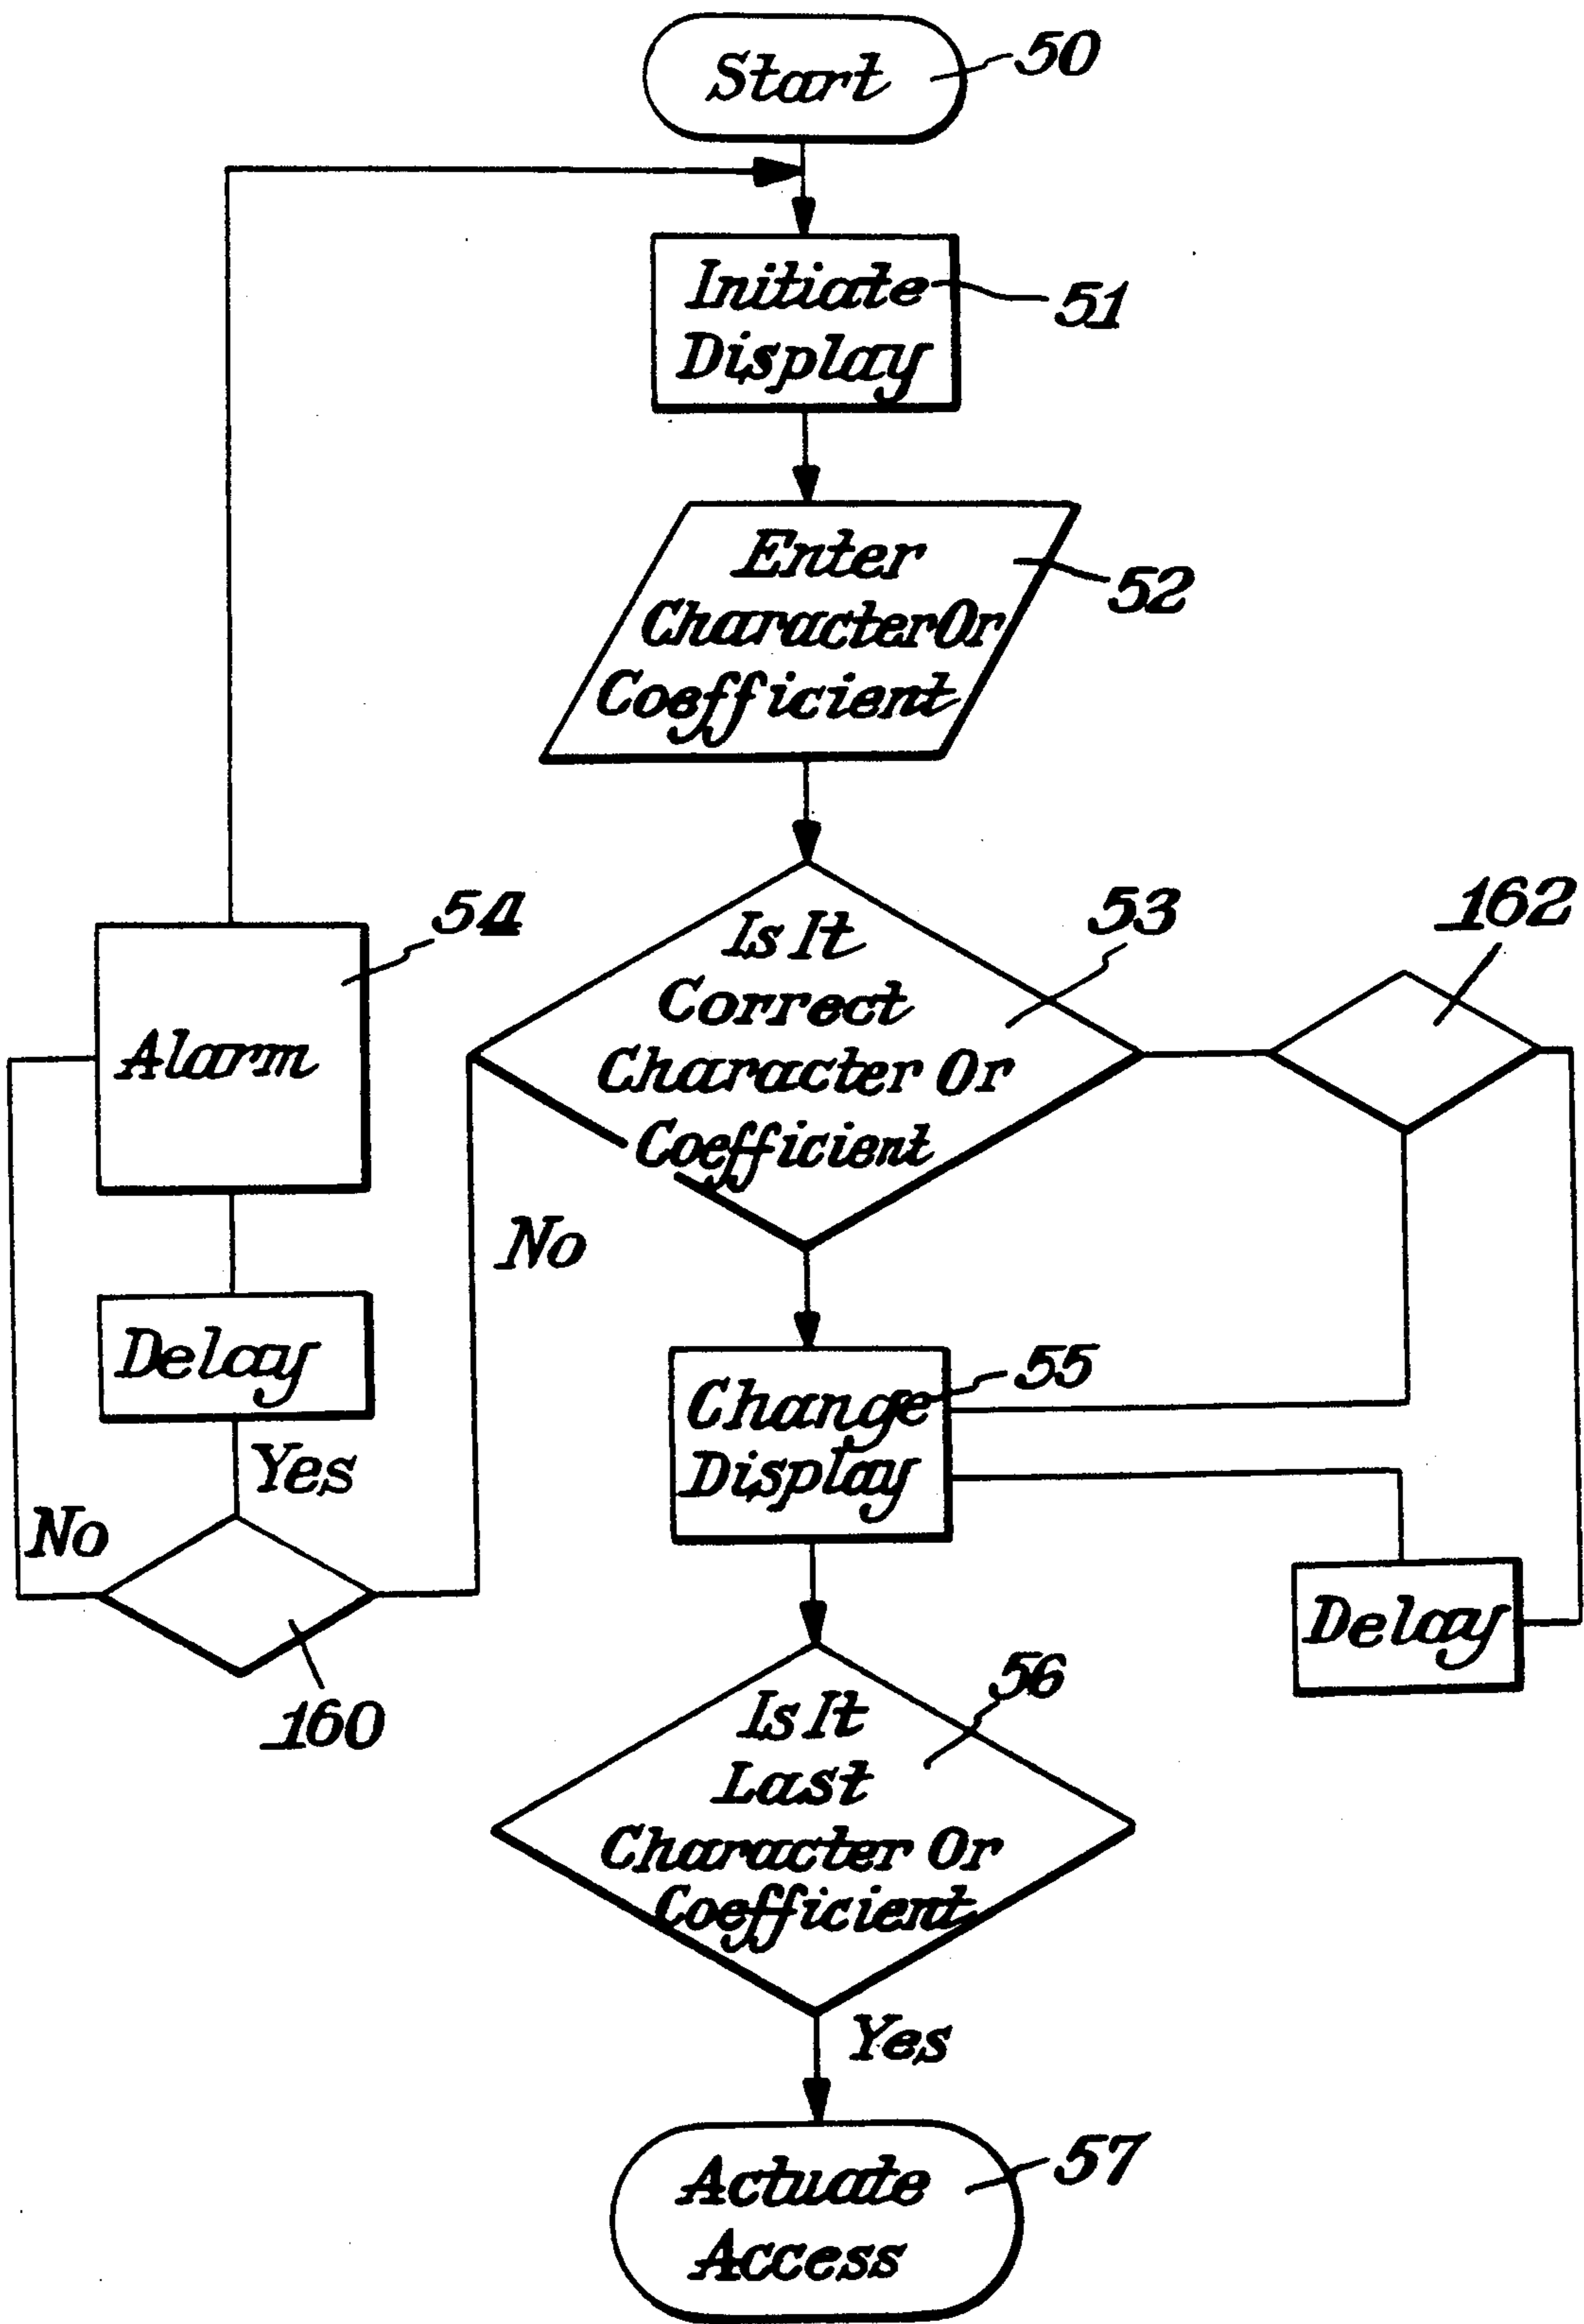 Start
50
Initiate
Display
51
Enter
Character Or
Coefficient
52
Is It
Correct
Character Or
Coefficient
53
162
54
Alarm
No
Delay
Yes
No
160
Change
Display
55
Delay
Is It
Last
Character Or
Coefficient
56
Yes
Actuate
Access
57